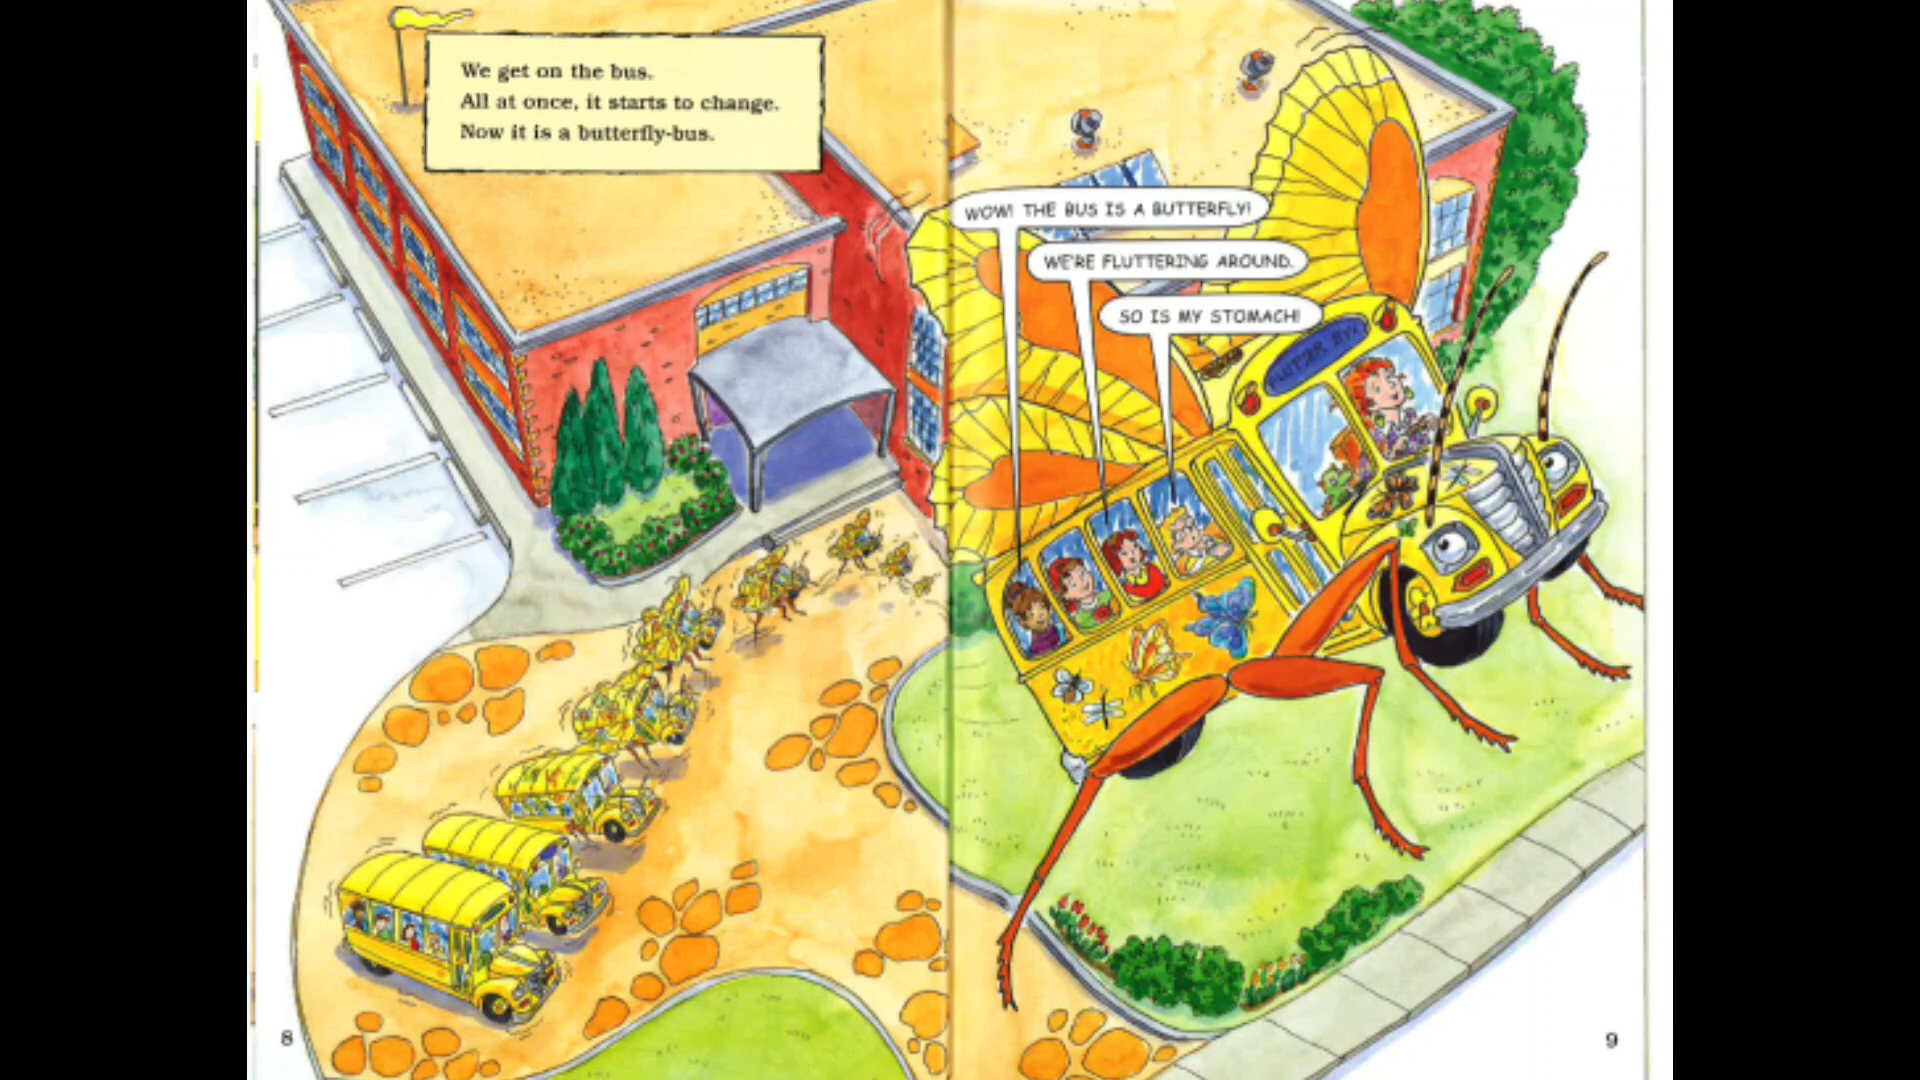 We get on the bus.
All at once, it starts to change.
Now it is a butterfly-bus.
WOW! THE BUS IS A BUTTERFLY!
WE'RE FLUTTERING AROUND.
SO IS MY STOMACH!
8
9